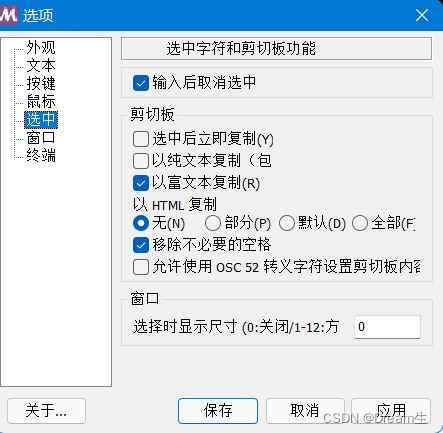 选项
外观
文本
按键
鼠标
选中
窗口
终端
选中字符和剪切板功能
输入后取消选中
剪切板
选中后立即复制(Y)
以纯文本复制（包
以富文本复制(R)
以 HTML 复制
无(N) 部分(P) 默认(D) 全部(F)
移除不必要的空格
允许使用 OSC 52 转义字符设置剪切板内容
窗口
选择时显示尺寸 (0:关闭/1-12:方 0
关于... 保存 取消 应用
CSDN @Dream生